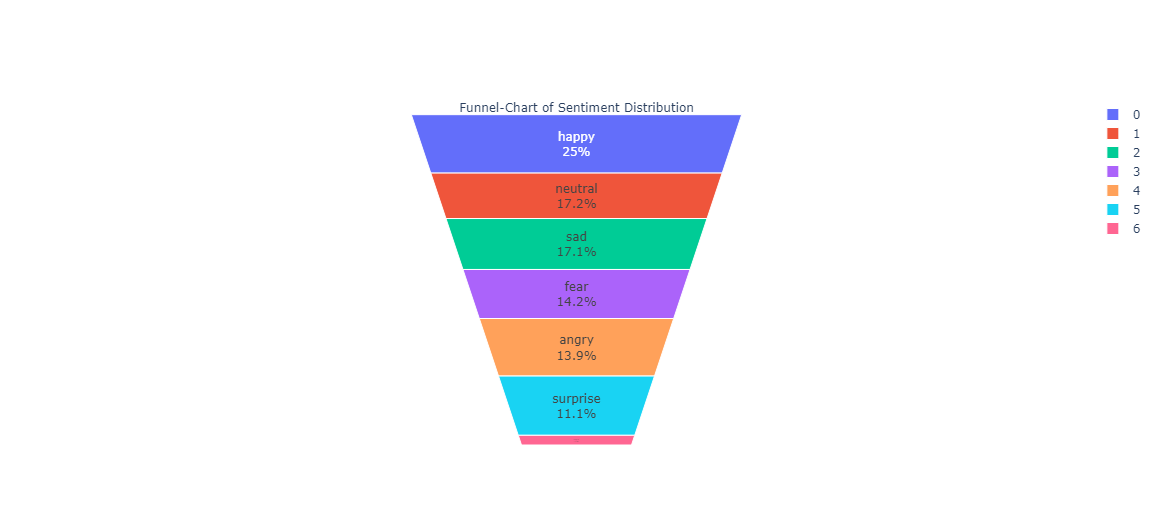 Funnel-Chart of Sentiment Distribution
happy
25%
neutral
17.2%
sad
17.1%
fear
14.2%
angry
13.9%
surprise
11.1%
0
1
2
3
4
5
6